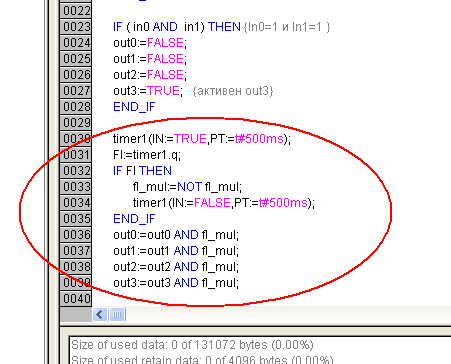 0022
0023 IF ( in0 AND in1) THEN {In0=1 и In1=1 }
0024 out0:=FALSE;
0025 out1:=FALSE;
0026 out2:=FALSE;
0027 out3:=TRUE; {активен out3}
0028 END_IF
0030 timer1(IN:=TRUE,PT:=t#500ms);
0031 Fl:=timer1.q;
0032 IF Fl THEN
0033 fl_mul:=NOT fl_mul;
0034 timer1(IN:=FALSE,PT:=t#500ms);
0035 END_IF
0036 out0:=out0 AND fl_mul;
0037 out1:=out1 AND fl_mul;
0038 out2:=out2 AND fl_mul;
0039 out3:=out3 AND fl_mul;
0040
Size of used data: 0 of 131072 bytes (0.00%)
Size of used retain data: 0 of 4096 bytes (0.00%)